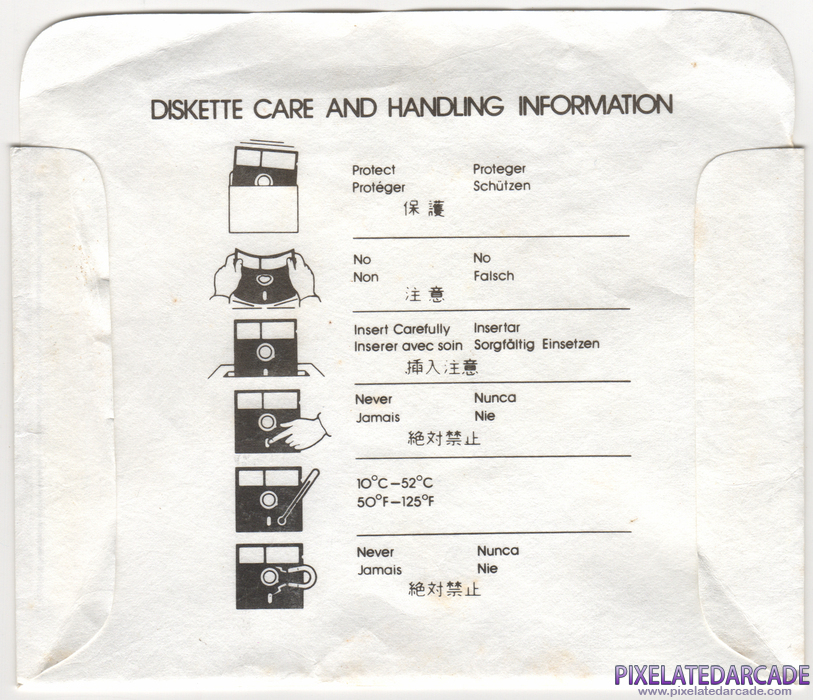 DISKETTE CARE AND HANDLING INFORMATION
Protect Proteger
Protéger Schützen
保護
No No
Non Falsch
注意
Insert Carefully Insertar
Inserer avec soin Sorgfältig Einsetzen
挿入注意
Never Nunca
Jamais Nie
絶対禁止
10°C–52°C
50°F–125°F
Never Nunca
Jamais Nie
絶対禁止
PIXELATEDARCADE
www.pixelatedarcade.com